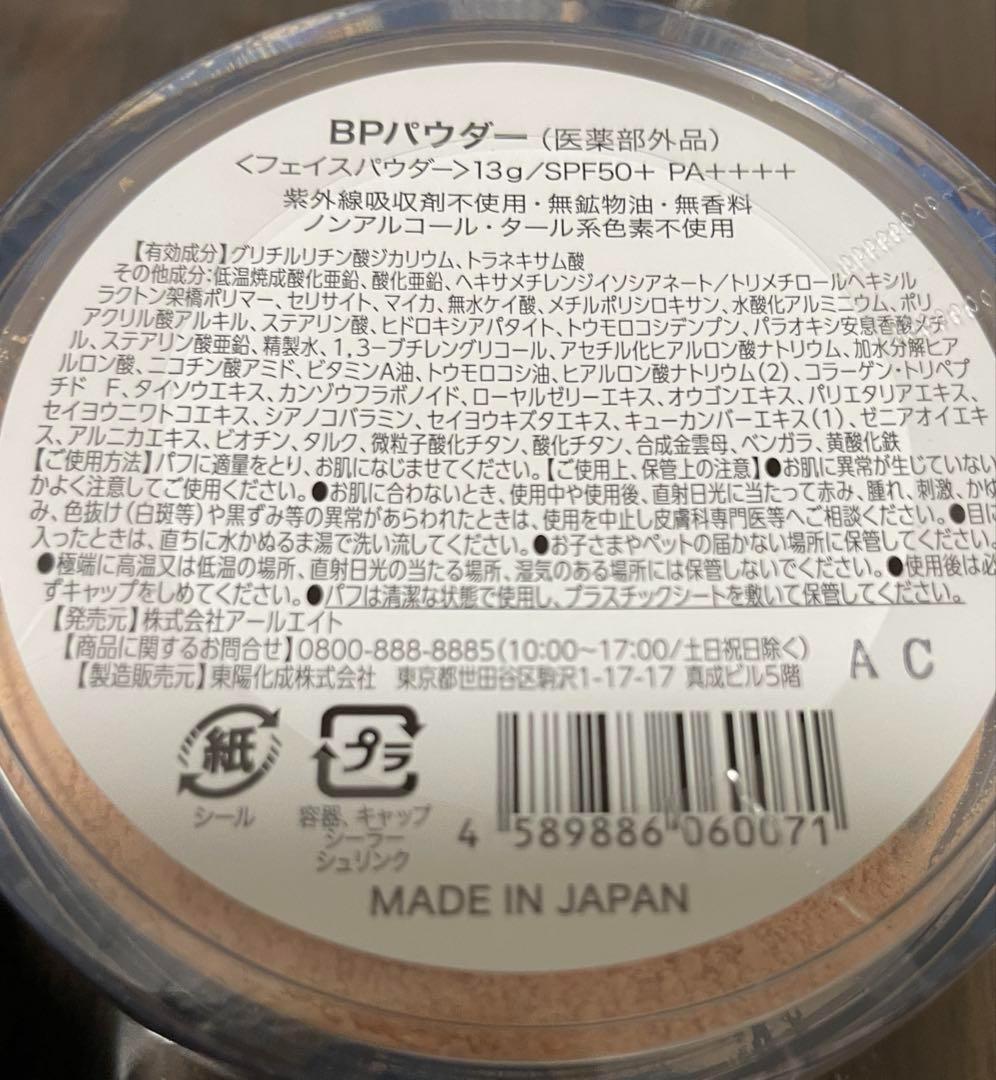 BPパウダー（医薬部外品）
＜フェイスパウダー＞13g/SPF50+ PA++++
紫外線吸収剤不使用・無鉱物油・無香料
ノンアルコール・タール系色素不使用
【有効成分】グリチルリチン酸ジカリウム、トラネキサム酸
その他成分:低温焼成酸化亜鉛、酸化亜鉛、ヘキサメチレンジイソシアネート/トリメチロールヘキシル
ラクトン架橋ポリマー、セリサイト、マイカ、無水ケイ酸、メチルポリシロキサン、水酸化アルミニウム、ポリ
アクリル酸アルキル、ステアリン酸、ヒドロキシアパタイト、トウモロコシデンプン、パラオキシ安息香酸メチ
ル、ステアリン酸亜鉛、精製水、1,3-ブチレングリコール、アセチル化ヒアルロン酸ナトリウム、加水分解ヒア
ルロン酸、ニコチン酸アミド、ビタミンA油、トウモロコシ油、ヒアルロン酸ナトリウム(2)、コラーゲン・トリペプ
チド F、タイソウエキス、カンゾウフラボノイド、ローヤルゼリーエキス、オウゴンエキス、パリエタリアエキス、
セイヨウニワトコエキス、シアノコバラミン、セイヨウキズタエキス、キューカンバーエキス(1)、ゼニアオイエキ
ス、アルニカエキス、ビオチン、タルク、微粒子酸化チタン、酸化チタン、合成金雲母、ベンガラ、黄酸化鉄
【ご使用方法】パフに適量をとり、お肌になじませてください。【ご使用上、保管上の注意】●お肌に異常が生じていない
かよく注意してご使用ください。●お肌に合わないとき、使用中や使用後、直射日光に当たって赤み、腫れ、刺激、かゆ
み、色抜け(白斑等)や黒ずみ等の異常があらわれたときは、使用を中止し皮膚科専門医等へご相談ください。●目に
入ったときは、直ちに水かぬるま湯で洗い流してください。●お子さまやペットの届かない場所に保管してください。
●極端に高温又は低温の場所、直射日光の当たる場所、湿気のある場所には保管しないでください。●使用後は必
ずキャップをしめてください。●パフは清潔な状態で使用し、プラスチックシートを敷いて保管してください。
【発売元】株式会社アールエイト
【商品に関するお問合せ】0800-888-8885(10:00〜17:00/土日祝日除く)
【製造販売元】東陽化成株式会社 東京都世田谷区駒沢1-17-17 真成ビル5階
A C
紙
プラ
シール
容器、キャップ
シーラー
シュリンク
4 589886 060071
MADE IN JAPAN